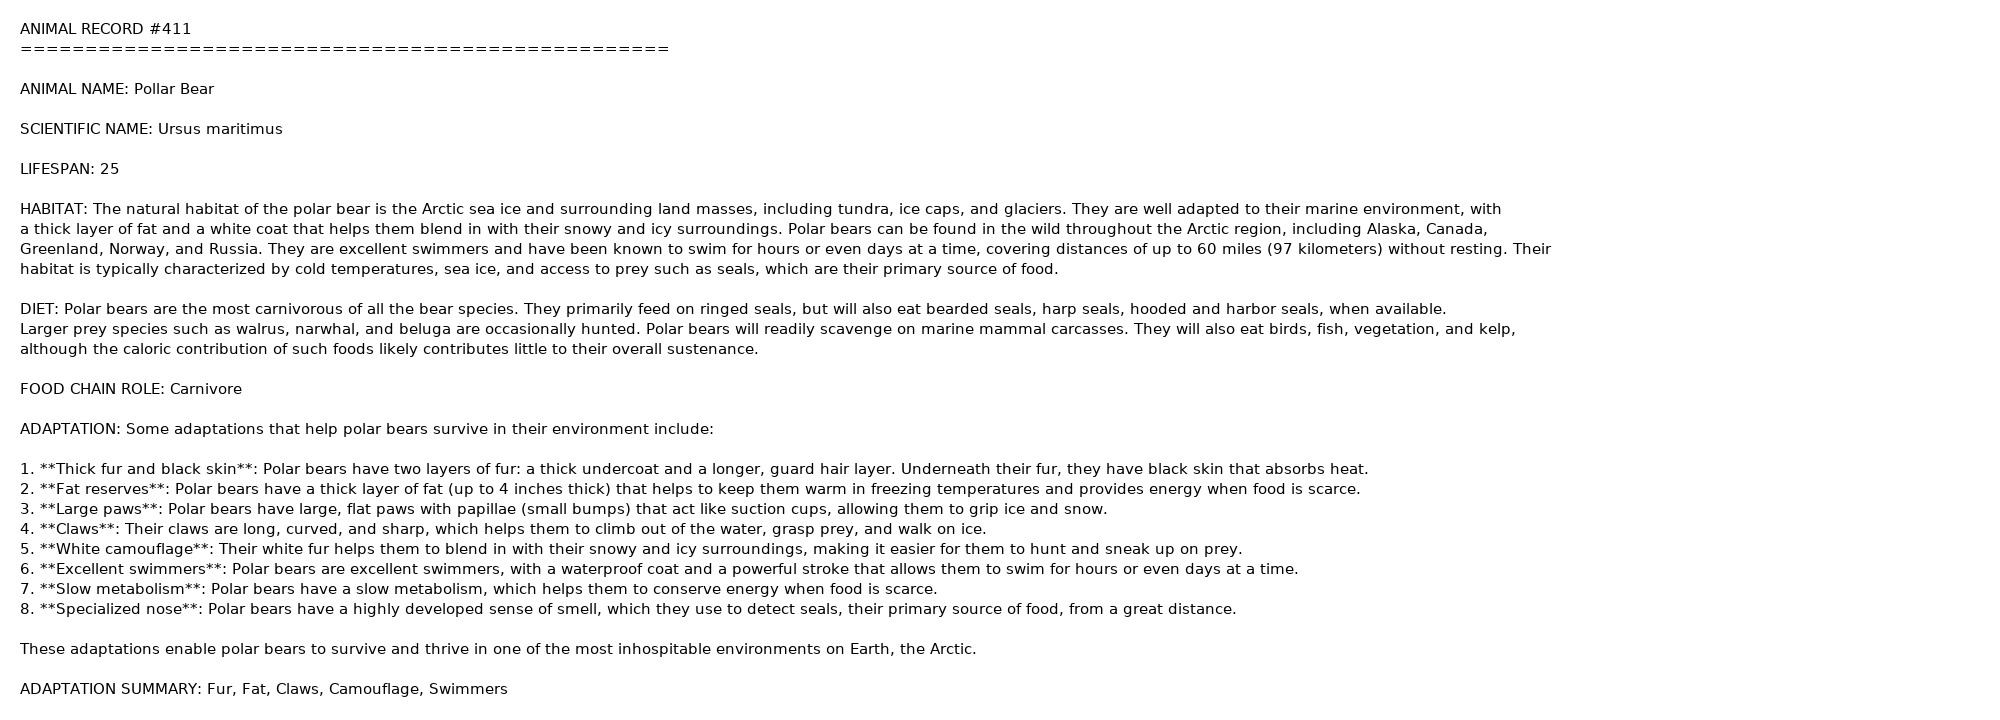 ANIMAL RECORD #411
==================================================
ANIMAL NAME: Pollar Bear
SCIENTIFIC NAME: Ursus maritimus
LIFESPAN: 25
HABITAT: The natural habitat of the polar bear is the Arctic sea ice and surrounding land masses, including tundra, ice caps, and glaciers. They are well adapted to their marine environment, with
a thick layer of fat and a white coat that helps them blend in with their snowy and icy surroundings. Polar bears can be found in the wild throughout the Arctic region, including Alaska, Canada,
Greenland, Norway, and Russia. They are excellent swimmers and have been known to swim for hours or even days at a time, covering distances of up to 60 miles (97 kilometers) without resting. Their
habitat is typically characterized by cold temperatures, sea ice, and access to prey such as seals, which are their primary source of food.
DIET: Polar bears are the most carnivorous of all the bear species. They primarily feed on ringed seals, but will also eat bearded seals, harp seals, hooded and harbor seals, when available.
Larger prey species such as walrus, narwhal, and beluga are occasionally hunted. Polar bears will readily scavenge on marine mammal carcasses. They will also eat birds, fish, vegetation, and kelp,
although the caloric contribution of such foods likely contributes little to their overall sustenance.
FOOD CHAIN ROLE: Carnivore
ADAPTATION: Some adaptations that help polar bears survive in their environment include:
1. **Thick fur and black skin**: Polar bears have two layers of fur: a thick undercoat and a longer, guard hair layer. Underneath their fur, they have black skin that absorbs heat.
2. **Fat reserves**: Polar bears have a thick layer of fat (up to 4 inches thick) that helps to keep them warm in freezing temperatures and provides energy when food is scarce.
3. **Large paws**: Polar bears have large, flat paws with papillae (small bumps) that act like suction cups, allowing them to grip ice and snow.
4. **Claws**: Their claws are long, curved, and sharp, which helps them to climb out of the water, grasp prey, and walk on ice.
5. **White camouflage**: Their white fur helps them to blend in with their snowy and icy surroundings, making it easier for them to hunt and sneak up on prey.
6. **Excellent swimmers**: Polar bears are excellent swimmers, with a waterproof coat and a powerful stroke that allows them to swim for hours or even days at a time.
7. **Slow metabolism**: Polar bears have a slow metabolism, which helps them to conserve energy when food is scarce.
8. **Specialized nose**: Polar bears have a highly developed sense of smell, which they use to detect seals, their primary source of food, from a great distance.
These adaptations enable polar bears to survive and thrive in one of the most inhospitable environments on Earth, the Arctic.
ADAPTATION SUMMARY: Fur, Fat, Claws, Camouflage, Swimmers